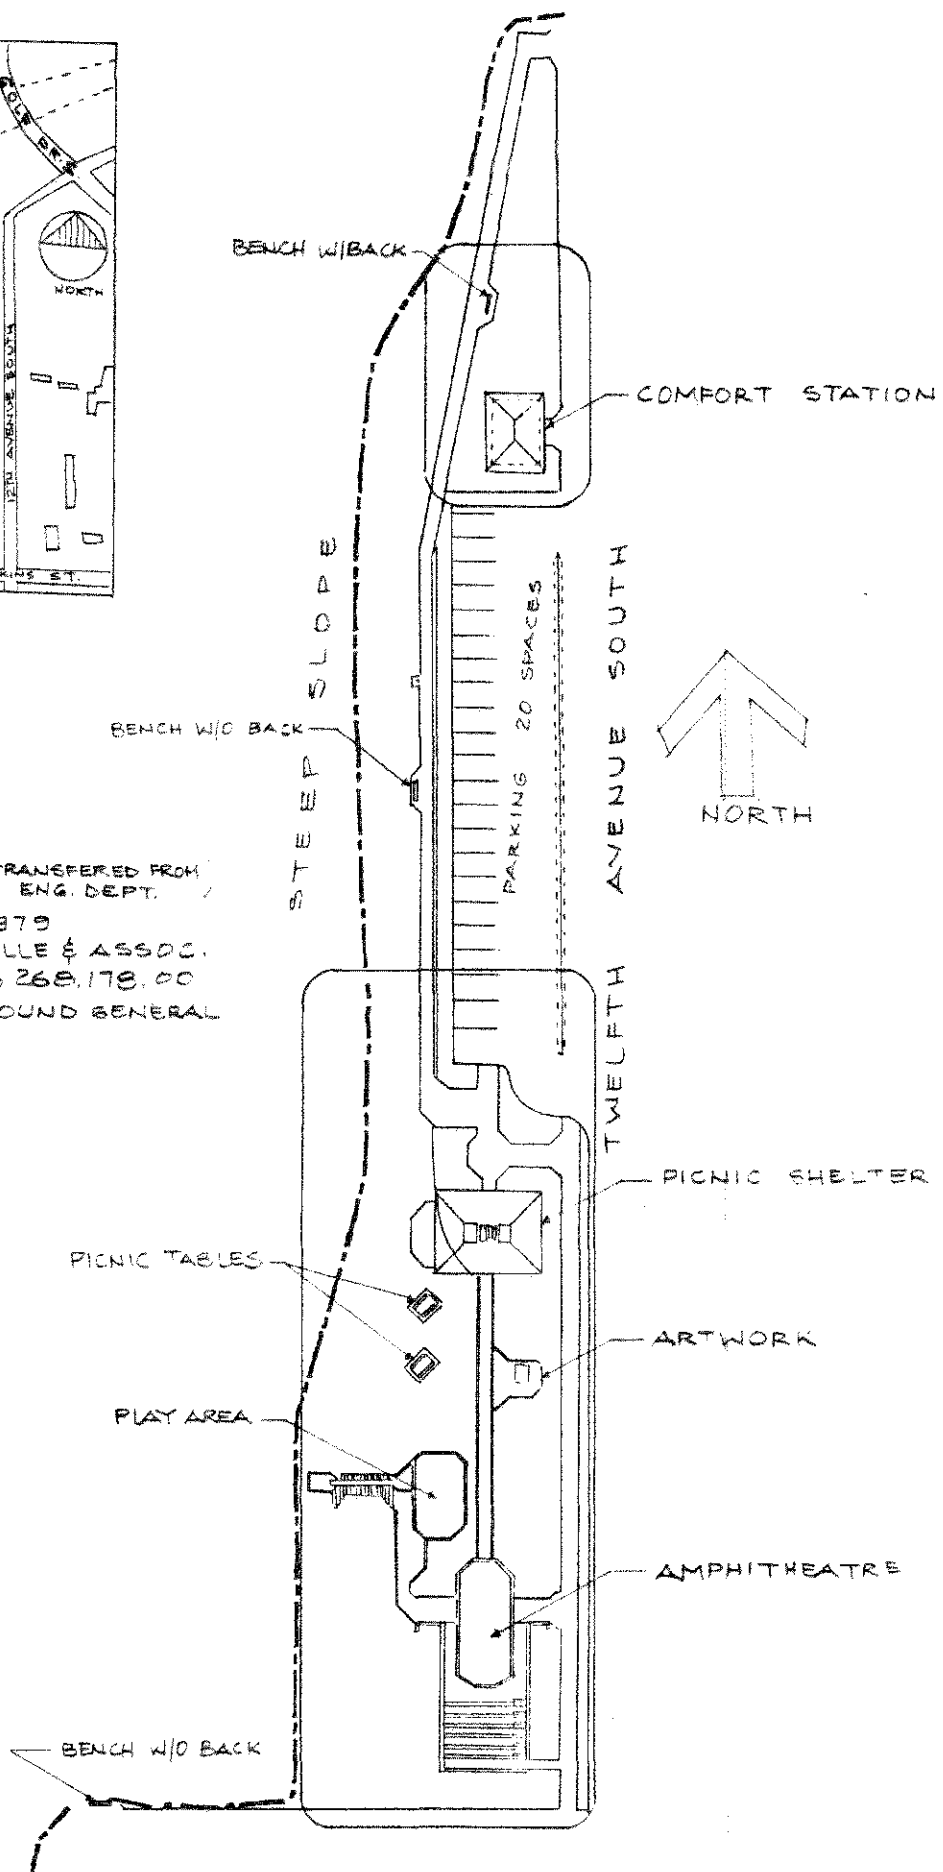 DR. S.
NORTH
12TH AVENUE SOUTH
ST.
BENCH W/BACK
COMFORT STATION
STEEP SLOPE
PARKING 20 SPACES
TWELFTH AVENUE SOUTH
NORTH
BENCH W/O BACK
TRANSFERED FROM
ENG. DEPT.
979
LLE & ASSOC.
268,178.00
OUND GENERAL
PICNIC SHELTER
PICNIC TABLES
ARTWORK
PLAY AREA
AMPHITHEATRE
BENCH W/O BACK